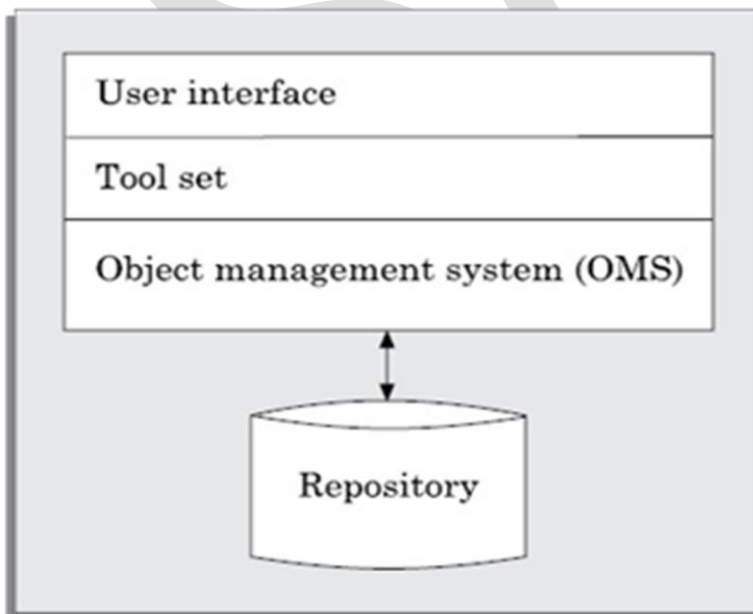 User interface
Tool set
Object management system (OMS)
Repository